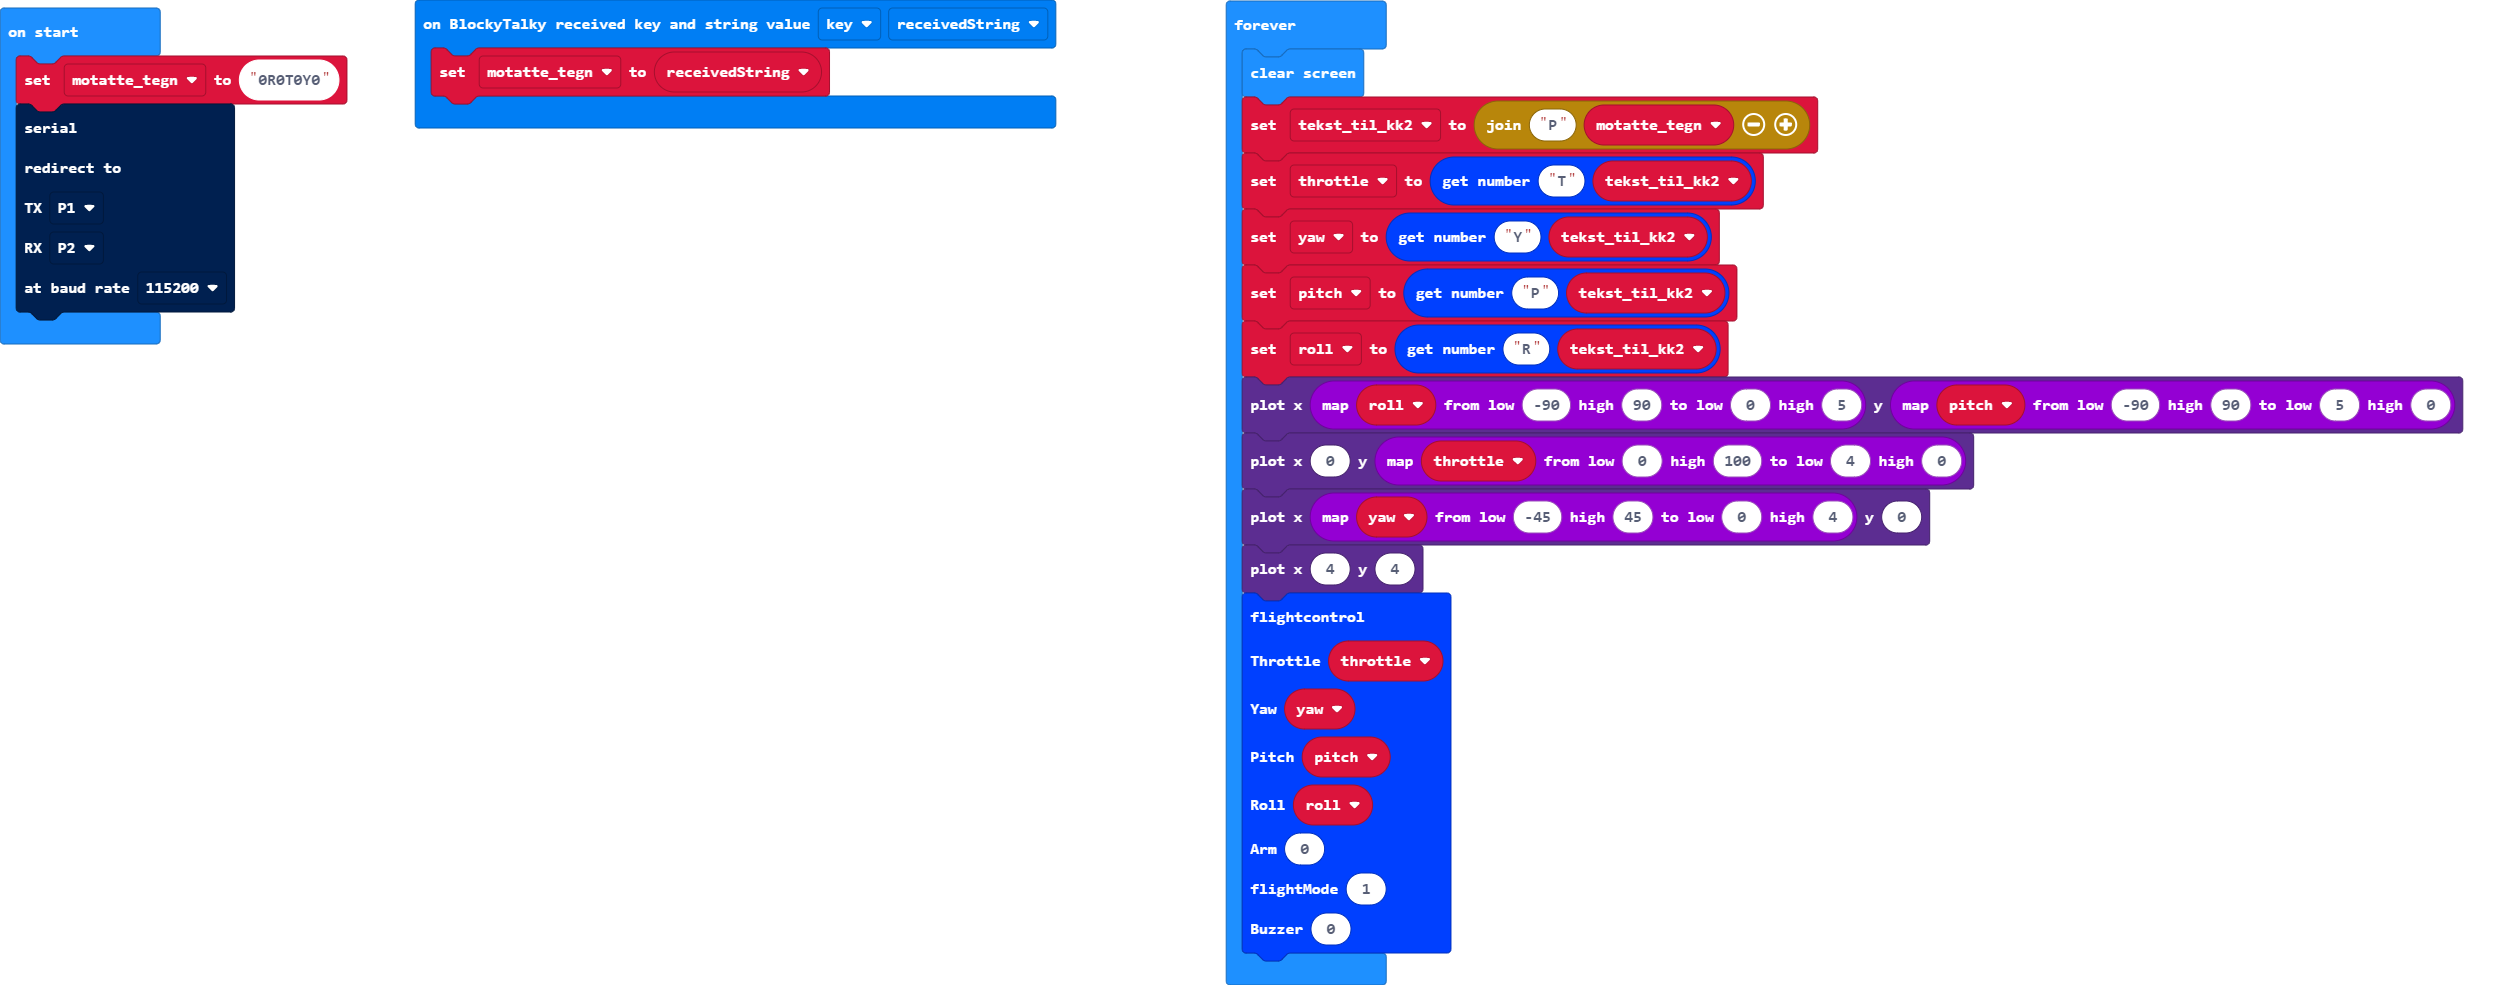 on start
set motatte_tegn to "0R0T0Y0"
serial
redirect to
TX P1
RX P2
at baud rate 115200
on BlockyTalky received key and string value key receivedString
set motatte_tegn to receivedString
forever
clear screen
set tekst_til_kk2 to join "P" motatte_tegn
set throttle to get number "T" tekst_til_kk2
set yaw to get number "Y" tekst_til_kk2
set pitch to get number "P" tekst_til_kk2
set roll to get number "R" tekst_til_kk2
plot x map roll from low -90 high 90 to low 0 high 5 y map pitch from low -90 high 90 to low 5 high 0
plot x 0 y map throttle from low 0 high 100 to low 4 high 0
plot x map yaw from low -45 high 45 to low 0 high 4 y 0
plot x 4 y 4
flightcontrol
Throttle throttle
Yaw yaw
Pitch pitch
Roll roll
Arm 0
flightMode 1
Buzzer 0